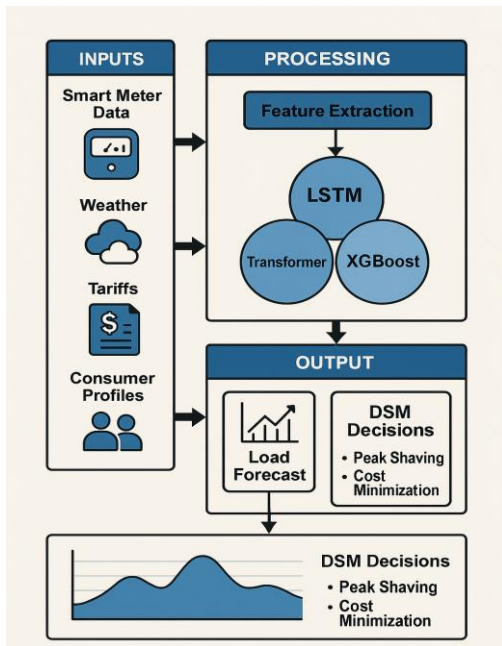 INPUTS
Smart Meter
Data
Weather
Tariffs
$
Consumer
Profiles
PROCESSING
Feature Extraction
LSTM
Transformer
XGBoost
OUTPUT
Load
Forecast
DSM
Decisions
• Peak Shaving
• Cost
Minimization
DSM Decisions
• Peak Shaving
• Cost
Minimization